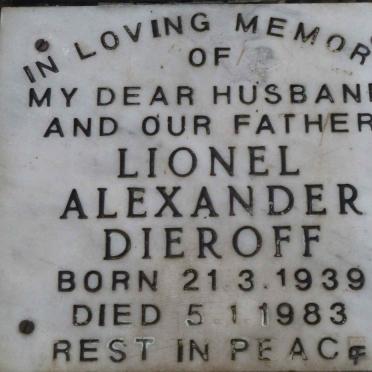 IN LOVING MEMOR
OF
MY DEAR HUSBAND
AND OUR FATHER
LIONEL
ALEXANDER
DIEROFF
BORN 21.3.1939
DIED 5.1.1983
REST IN PEACE